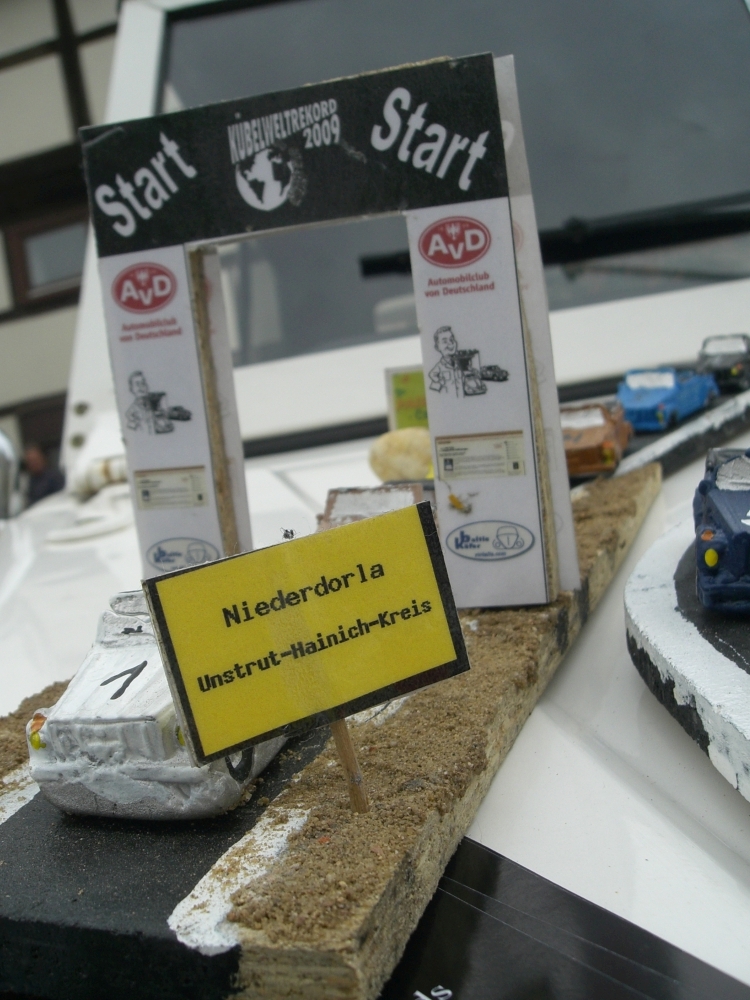 Start
KÜBELWELTREKORD
2009
Start
AvD
Automobilclub
von Deutschland
AvD
Automobilclub
von Deutschland
Niederdorla
Unstrut-Hainich-Kreis
1